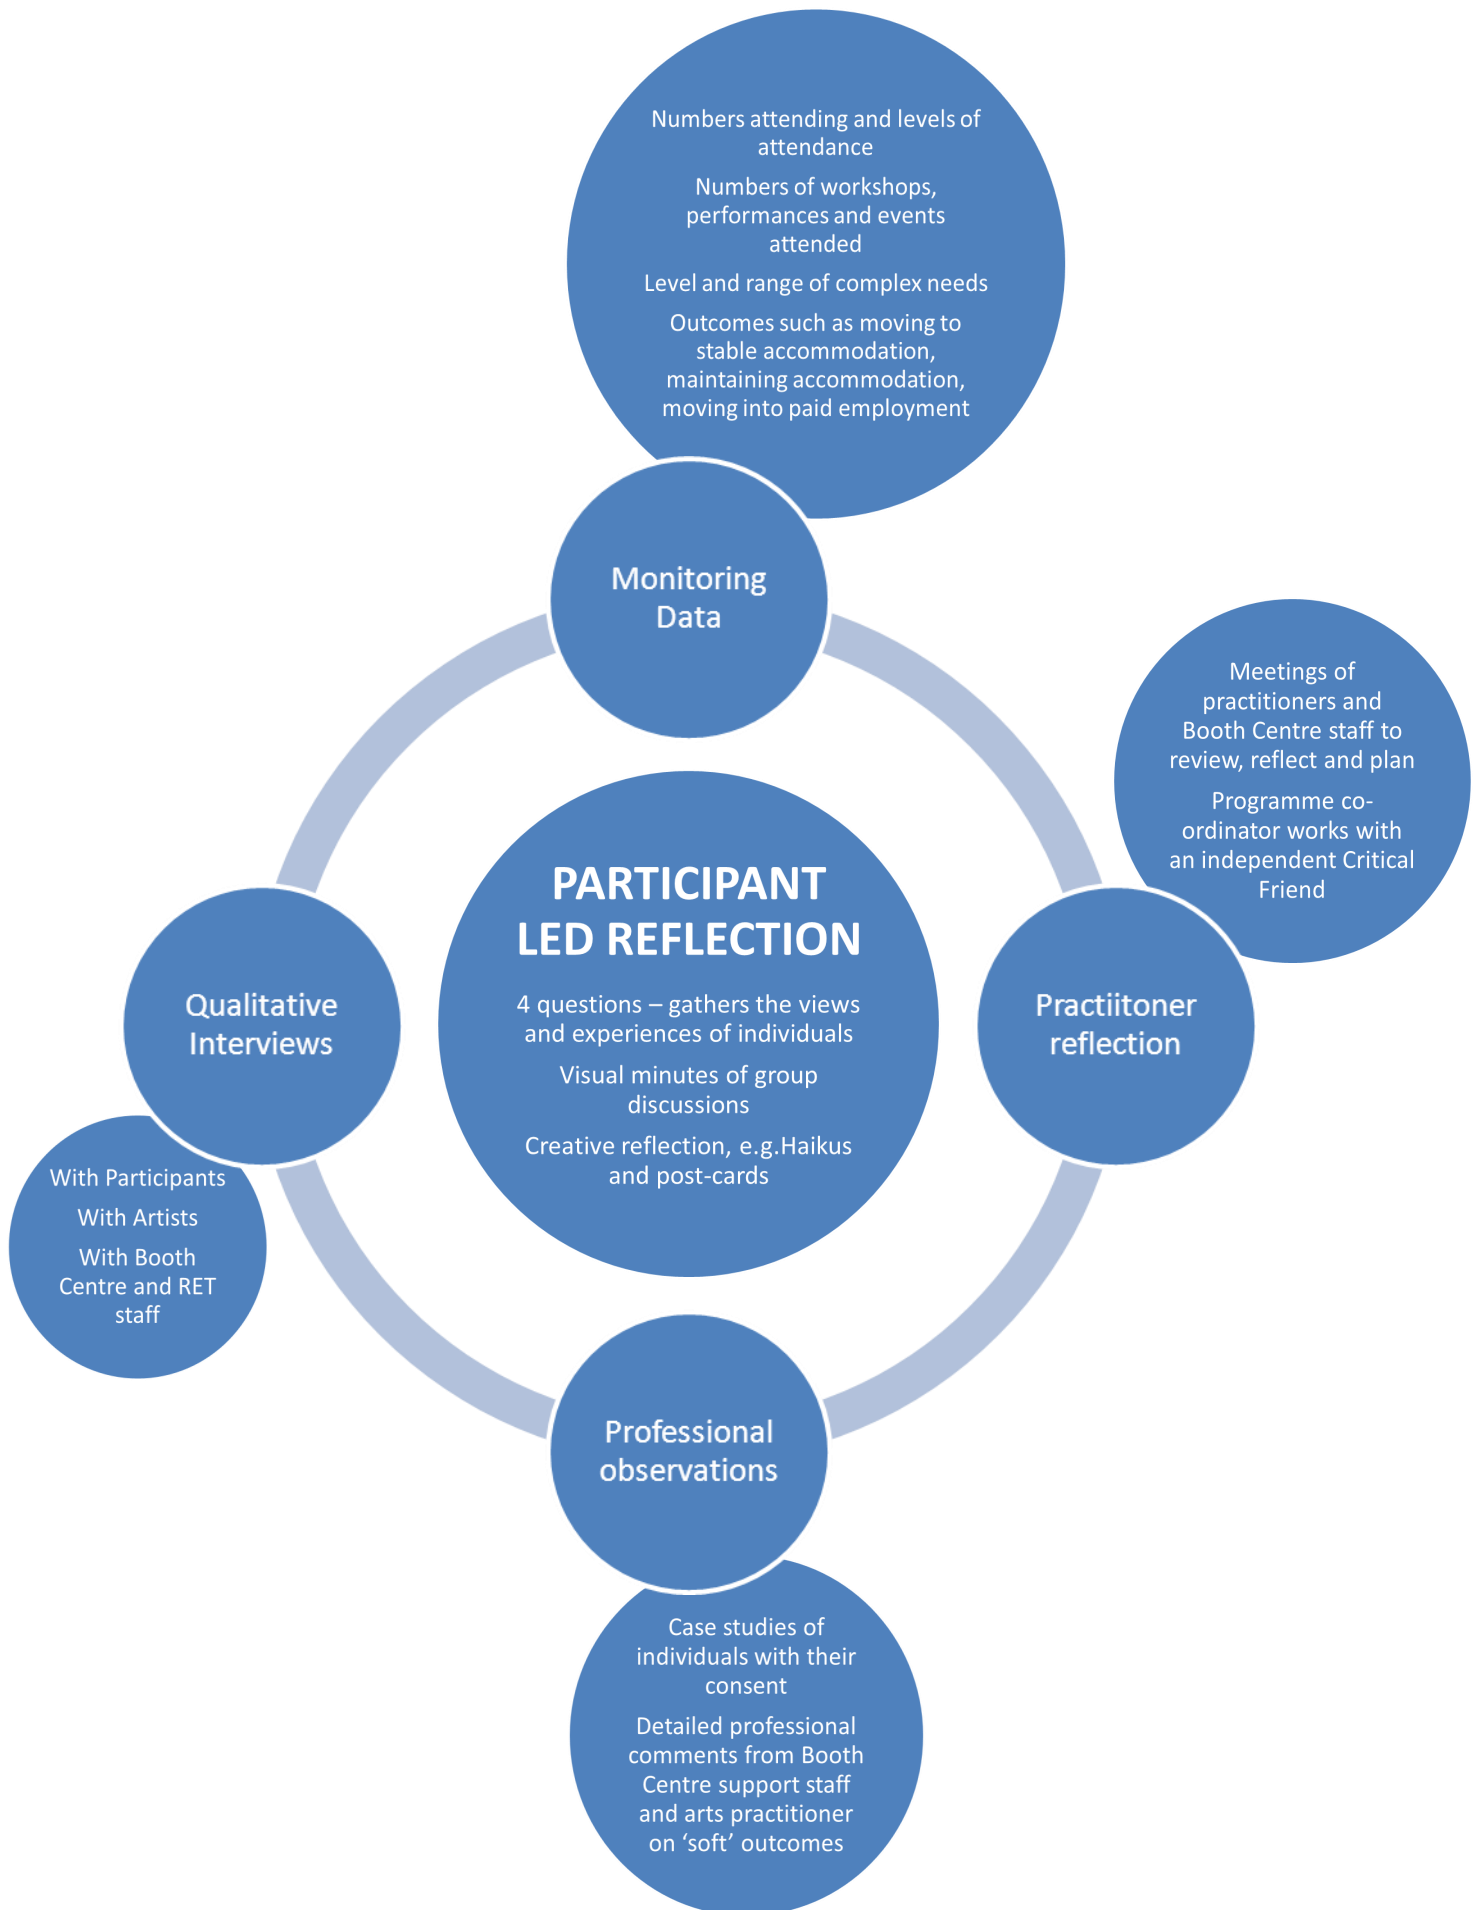 Numbers attending and levels of
attendance
Numbers of workshops,
performances and events
attended
Level and range of complex needs
Outcomes such as moving to
stable accommodation,
maintaining accommodation,
moving into paid employment
Monitoring
Data
Meetings of
practitioners and
Booth Centre staff to
review, reflect and plan
Programme co-
ordinator works with
an independent Critical
Friend
Practiitoner
reflection
PARTICIPANT
LED REFLECTION
4 questions – gathers the views
and experiences of individuals
Visual minutes of group
discussions
Creative reflection, e.g.Haikus
and post-cards
Qualitative
Interviews
With Participants
With Artists
With Booth
Centre and RET
staff
Professional
observations
Case studies of
individuals with their
consent
Detailed professional
comments from Booth
Centre support staff
and arts practitioner
on ‘soft’ outcomes